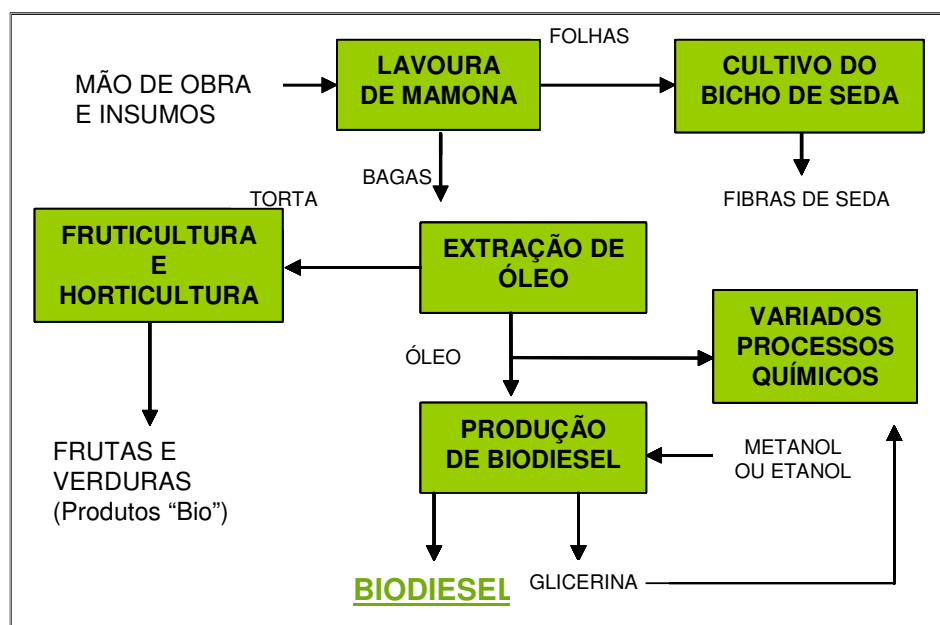 FOLHAS
MÃO DE OBRA
E INSUMOS
LAVOURA
DE MAMONA
CULTIVO DO
BICHO DE SEDA
BAGAS
FIBRAS DE SEDA
TORTA
FRUTICULTURA
E
HORTICULTURA
EXTRAÇÃO DE
ÓLEO
VARIADOS
PROCESSOS
QUÍMICOS
ÓLEO
PRODUÇÃO
DE BIODIESEL
METANOL
OU ETANOL
FRUTAS E
VERDURAS
(Produtos “Bio”)
BIODIESEL
GLICERINA